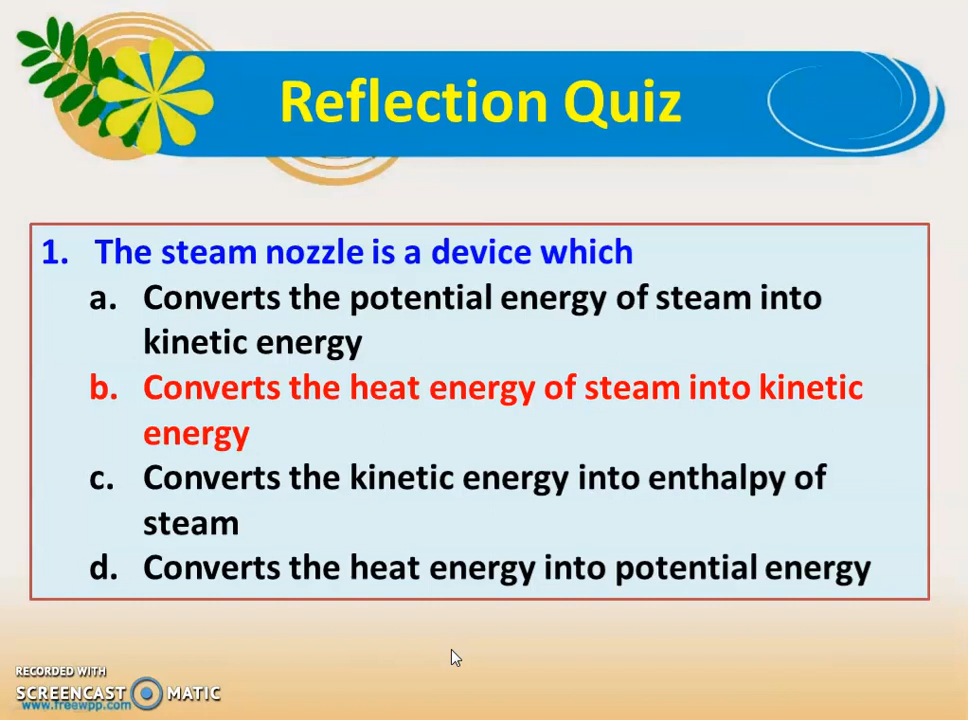 Reflection Quiz
1. The steam nozzle is a device which
a. Converts the potential energy of steam into
kinetic energy
b. Converts the heat energy of steam into kinetic
energy
c. Converts the kinetic energy into enthalpy of
steam
d. Converts the heat energy into potential energy
RECORDED WITH
SCREENCAST MATIC
www.freewpp.com